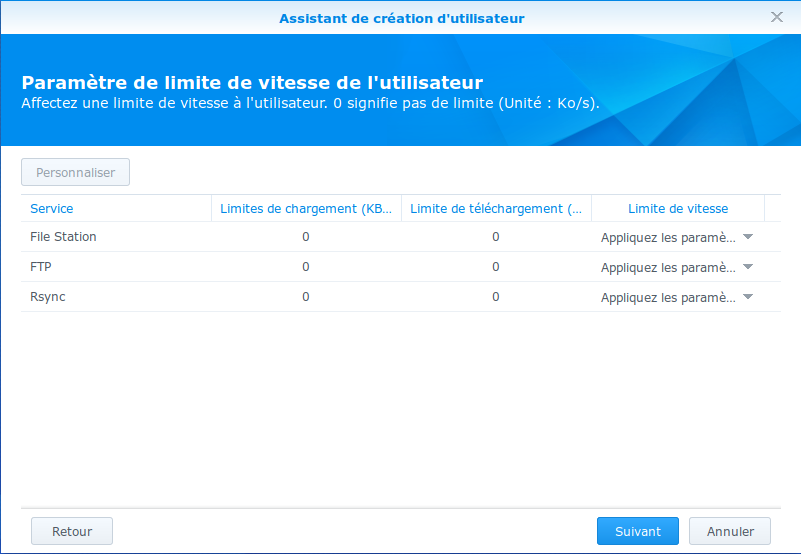 Assistant de création d'utilisateur
Paramètre de limite de vitesse de l'utilisateur
Affectez une limite de vitesse à l'utilisateur. 0 signifie pas de limite (Unité : Ko/s).
Personnaliser
Service Limites de chargement (KB... Limite de téléchargement (... Limite de vitesse
File Station 0 0 Appliquez les paramè...
FTP 0 0 Appliquez les paramè...
Rsync 0 0 Appliquez les paramè...
Retour Suivant Annuler